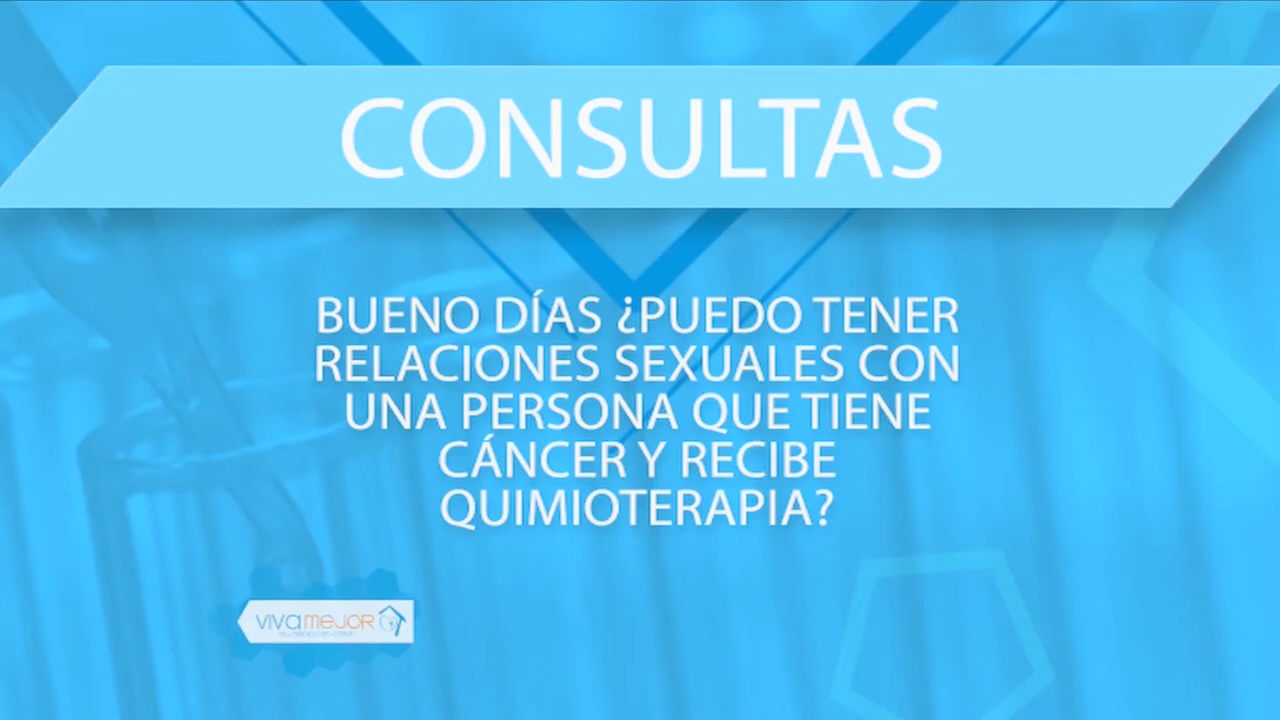 CONSULTAS
BUENO DÍAS ¿PUEDO TENER
RELACIONES SEXUALES CON
UNA PERSONA QUE TIENE
CÁNCER Y RECIBE
QUIMIOTERAPIA?
VIVAMEJOR